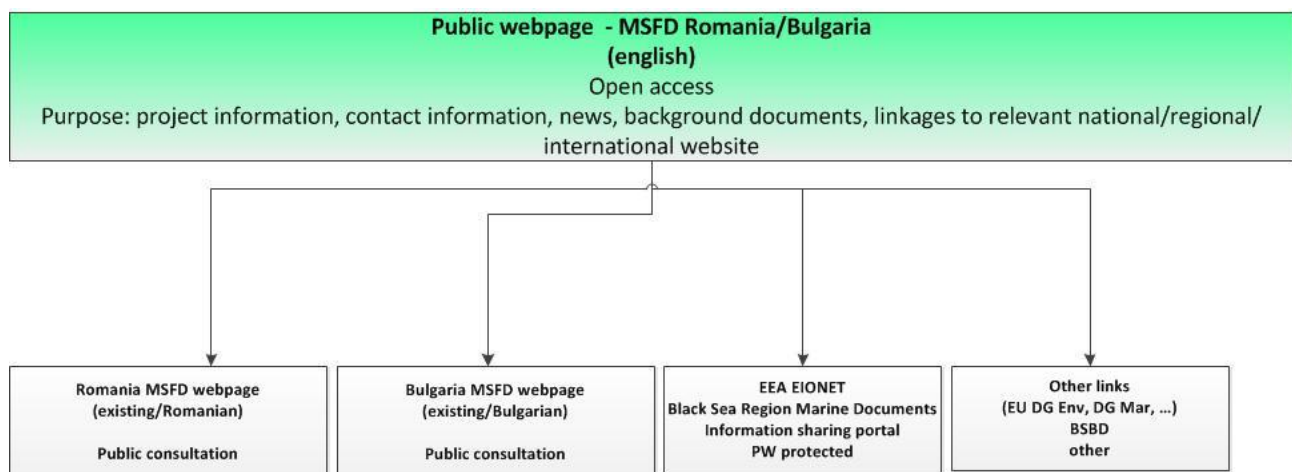 Public webpage - MSFD Romania/Bulgaria
(english)
Open access
Purpose: project information, contact information, news, background documents, linkages to relevant national/regional/
international website
Romania MSFD webpage
(existing/Romanian)
Public consultation
Bulgaria MSFD webpage
(existing/Bulgarian)
Public consultation
EEA EIONET
Black Sea Region Marine Documents
Information sharing portal
PW protected
Other links
(EU DG Env, DG Mar, ...)
BSBD
other